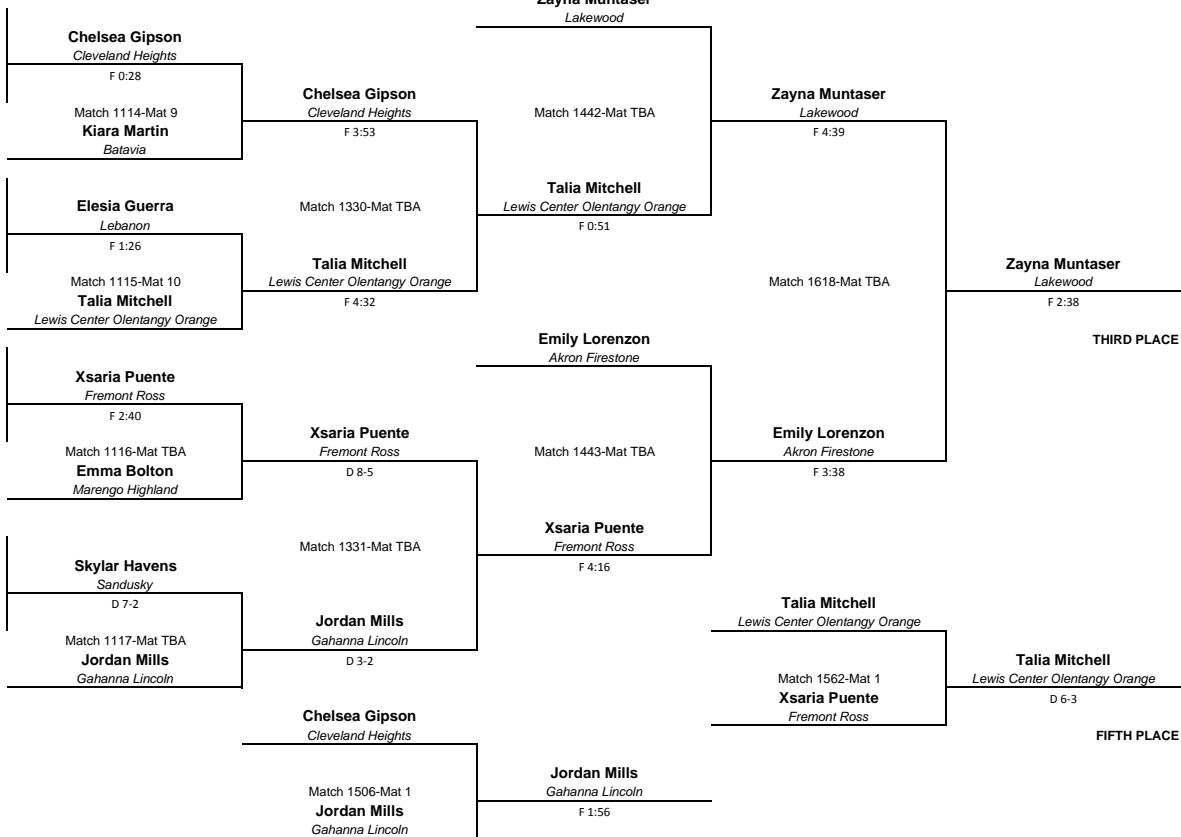 Zayna Muntaser
Lakewood
Chelsea Gipson
Cleveland Heights
F 0:28
Match 1114-Mat 9
Kiara Martin
Batavia
Elesia Guerra
Lebanon
F 1:26
Match 1115-Mat 10
Talia Mitchell
Lewis Center Olentangy Orange
Xsaria Puente
Fremont Ross
F 2:40
Match 1116-Mat TBA
Emma Bolton
Marengo Highland
Skylar Havens
Sandusky
D 7-2
Match 1117-Mat TBA
Jordan Mills
Gahanna Lincoln
Chelsea Gipson
Cleveland Heights
F 3:53
Match 1330-Mat TBA
Talia Mitchell
Lewis Center Olentangy Orange
F 4:32
Xsaria Puente
Fremont Ross
D 8-5
Match 1331-Mat TBA
Jordan Mills
Gahanna Lincoln
D 3-2
Chelsea Gipson
Cleveland Heights
Match 1506-Mat 1
Jordan Mills
Gahanna Lincoln
Match 1442-Mat TBA
Talia Mitchell
Lewis Center Olentangy Orange
F 0:51
Emily Lorenzon
Akron Firestone
Match 1443-Mat TBA
Xsaria Puente
Fremont Ross
F 4:16
Jordan Mills
Gahanna Lincoln
F 1:56
Zayna Muntaser
Lakewood
F 4:39
Match 1618-Mat TBA
Emily Lorenzon
Akron Firestone
F 3:38
Talia Mitchell
Lewis Center Olentangy Orange
Match 1562-Mat 1
Xsaria Puente
Fremont Ross
Zayna Muntaser
Lakewood
F 2:38
THIRD PLACE
Talia Mitchell
Lewis Center Olentangy Orange
D 6-3
FIFTH PLACE